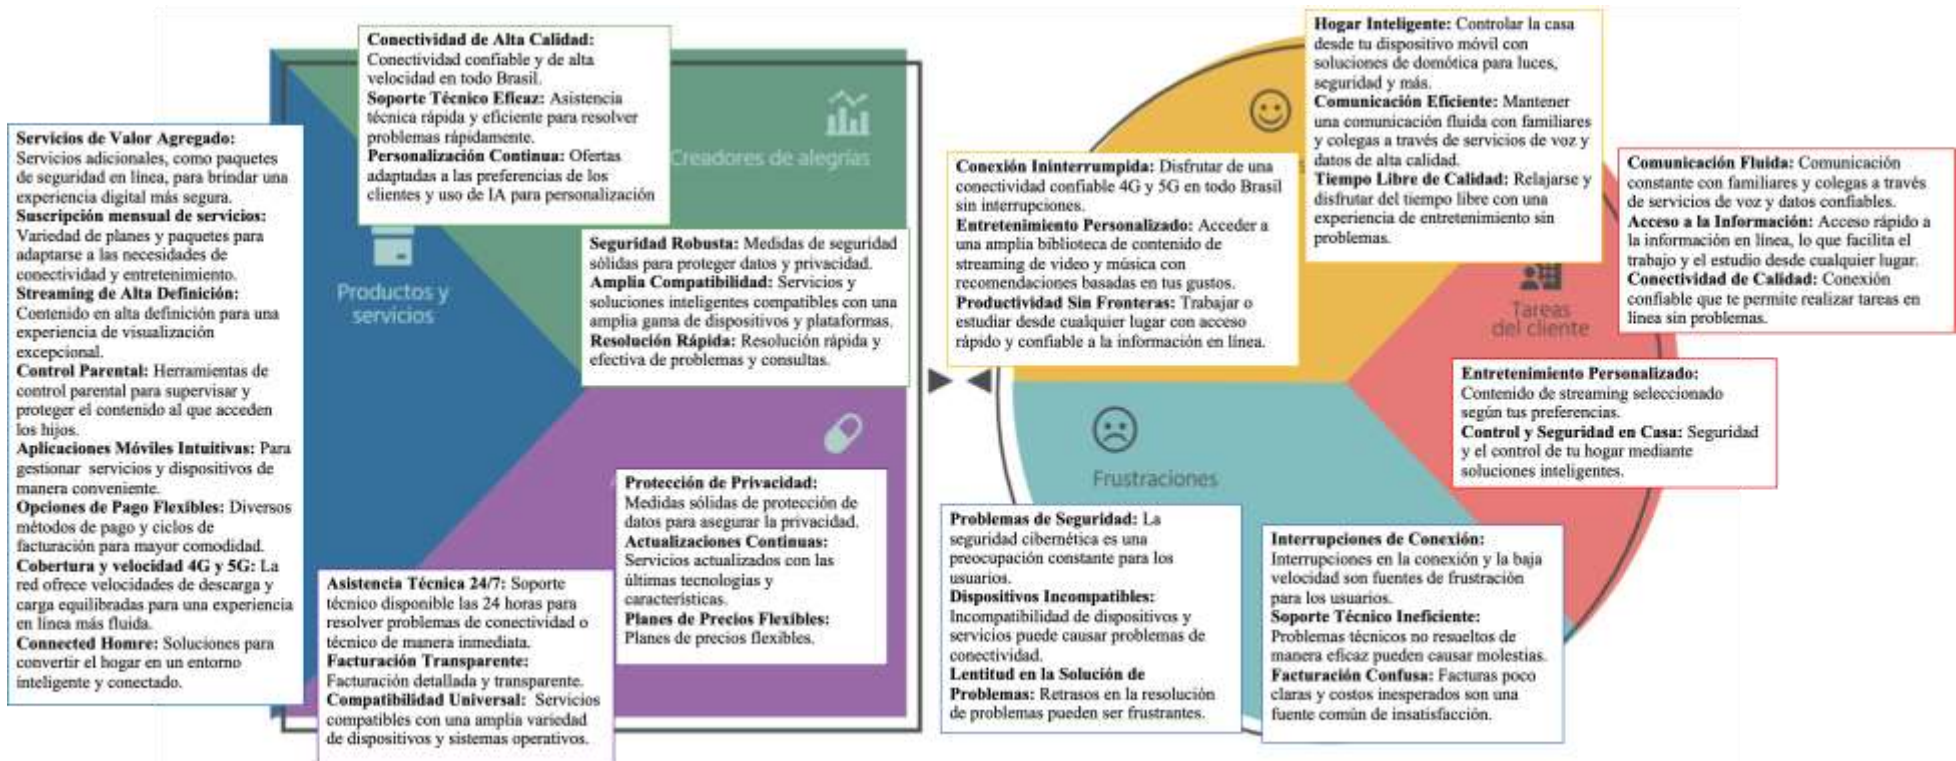 Servicios de Valor Agregado:
Servicios adicionales, como paquetes
de seguridad en línea, para brindar una
experiencia digital más segura.
Suscripción mensual de servicios:
Variedad de planes y paquetes para
adaptarse a las necesidades de
conectividad y entretenimiento.
Streaming de Alta Definición:
Contenido en alta definición para una
experiencia de visualización
excepcional.
Control Parental: Herramientas de
control parental para supervisar y
proteger el contenido al que acceden
los hijos.
Aplicaciones Móviles Intuitivas: Para
gestionar servicios y dispositivos de
manera conveniente.
Opciones de Pago Flexibles: Diversos
métodos de pago y ciclos de
facturación para mayor comodidad.
Cobertura y velocidad 4G y 5G: La
red ofrece velocidades de descarga y
carga equilibradas para una experiencia
en línea más fluida.
Connected Homre: Soluciones para
convertir el hogar en un entorno
inteligente y conectado.
Productos y
servicios
Conectividad de Alta Calidad:
Conectividad confiable y de alta
velocidad en todo Brasil.
Soporte Técnico Eficaz: Asistencia
técnica rápida y eficiente para resolver
problemas rápidamente.
Personalización Continua: Ofertas
adaptadas a las preferencias de los
clientes y uso de IA para personalización
Creadores de alegrías
Seguridad Robusta: Medidas de seguridad
sólidas para proteger datos y privacidad.
Amplia Compatibilidad: Servicios y
soluciones inteligentes compatibles con una
amplia gama de dispositivos y plataformas.
Resolución Rápida: Resolución rápida y
efectiva de problemas y consultas.
Protección de Privacidad:
Medidas sólidas de protección de
datos para asegurar la privacidad.
Actualizaciones Continuas:
Servicios actualizados con las
últimas tecnologías y
características.
Planes de Precios Flexibles:
Planes de precios flexibles.
Asistencia Técnica 24/7: Soporte
técnico disponible las 24 horas para
resolver problemas de conectividad o
técnico de manera inmediata.
Facturación Transparente:
Facturación detallada y transparente.
Compatibilidad Universal: Servicios
compatibles con una amplia variedad
de dispositivos y sistemas operativos.
Conexión Ininterrumpida: Disfrutar de una
conectividad confiable 4G y 5G en todo Brasil
sin interrupciones.
Entretenimiento Personalizado: Acceder a
una amplia biblioteca de contenido de
streaming de video y música con
recomendaciones basadas en tus gustos.
Productividad Sin Fronteras: Trabajar o
estudiar desde cualquier lugar con acceso
rápido y confiable a la información en línea.
Hogar Inteligente: Controlar la casa
desde tu dispositivo móvil con
soluciones de domótica para luces,
seguridad y más.
Comunicación Eficiente: Mantener
una comunicación fluida con familiares
y colegas a través de servicios de voz y
datos de alta calidad.
Tiempo Libre de Calidad: Relajarse y
disfrutar del tiempo libre con una
experiencia de entretenimiento sin
problemas.
Comunicación Fluida: Comunicación
constante con familiares y colegas a través
de servicios de voz y datos confiables.
Acceso a la Información: Acceso rápido a
la información en línea, lo que facilita el
trabajo y el estudio desde cualquier lugar.
Conectividad de Calidad: Conexión
confiable que te permite realizar tareas en
línea sin problemas.
Tareas
del cliente
Entretenimiento Personalizado:
Contenido de streaming seleccionado
según tus preferencias.
Control y Seguridad en Casa: Seguridad
y el control de tu hogar mediante
soluciones inteligentes.
Frustraciones
Problemas de Seguridad: La
seguridad cibernética es una
preocupación constante para los
usuarios.
Dispositivos Incompatibles:
Incompatibilidad de dispositivos y
servicios puede causar problemas de
conectividad.
Lentitud en la Solución de
Problemas: Retrasos en la resolución
de problemas pueden ser frustrantes.
Interrupciones de Conexión:
Interrupciones en la conexión y la baja
velocidad son fuentes de frustración
para los usuarios.
Soporte Técnico Ineficiente:
Problemas técnicos no resueltos de
manera eficaz pueden causar molestias.
Facturación Confusa: Facturas poco
claras y costos inesperados son una
fuente común de insatisfacción.